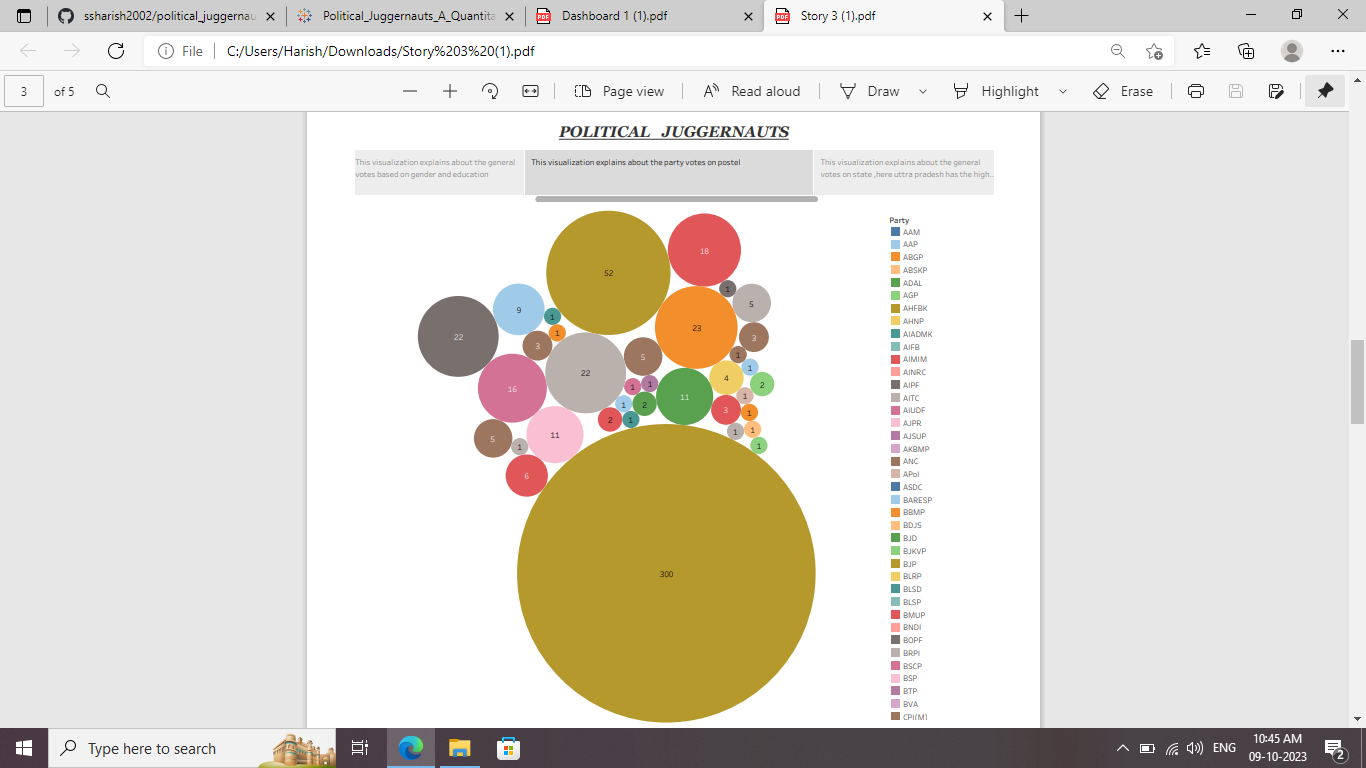 ssharish2002/political_juggernau
Political_Juggernauts_A_Quantita
Dashboard 1 (1).pdf
Story 3 (1).pdf
File
C:/Users/Harish/Downloads/Story%203%20(1).pdf
3 of 5
Page view
Read aloud
Draw
Highlight
Erase
POLITICAL JUGGERNAUTS
This visualization explains about the general
votes based on gender and education
This visualization explains about the party votes on postel
This visualization explains about the general
votes on state ,here uttra pradesh has the high..
52
18
1
5
9
1
23
22
1
3
3
5
1
22
1
4
2
16
1
1
1
11
1
2
3
1
2
1
1
1
11
5
1
1
6
300
Party
AAM
AAP
ABGP
ABSKP
ADAL
AGP
AHFBK
AHNP
AIADMK
AIFB
AIMIM
AINRC
AIPF
AITC
AIUDF
AJPR
AJSUP
AKBMP
ANC
APoI
ASDC
BARESP
BBMP
BDJS
BJD
BJKVP
BJP
BLRP
BLSD
BLSP
BMUP
BNDl
BOPF
BRPI
BSCP
BSP
BTP
BVA
CPI(M)
Type here to search
ENG
10:45 AM
09-10-2023
2